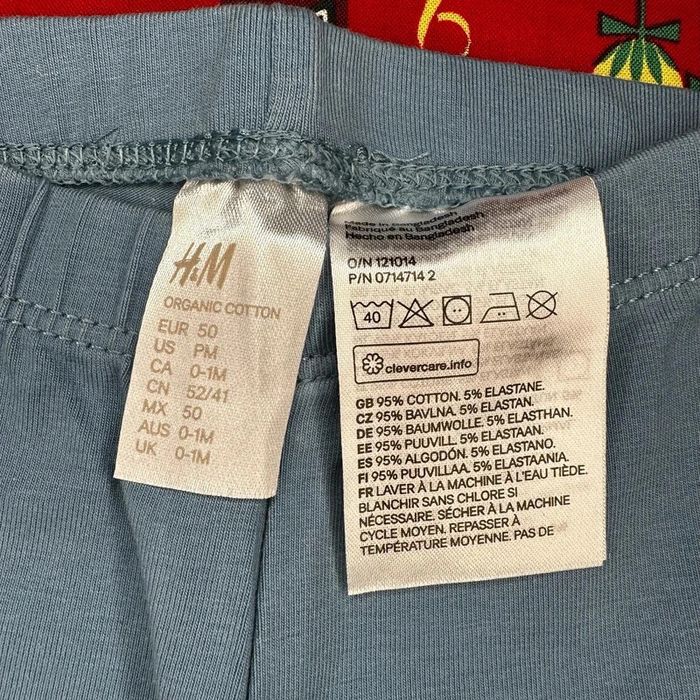 6
H&M
ORGANIC COTTON
EUR 50
US PM
CA 0-1M
CN 52/41
MX 50
AUS 0-1M
UK 0-1M
Made in Bangladesh
Fabriqué au Bangladesh
Hecho en Bangladesh
O/N 121014
P/N 0714714 2
40
clevercare.info
GB 95% COTTON. 5% ELASTANE.
CZ 95% BAVLNA. 5% ELASTAN.
DE 95% BAUMWOLLE. 5% ELASTHAN.
EE 95% PUUVILL. 5% ELASTAAN.
ES 95% ALGODÓN. 5% ELASTANO.
FI 95% PUUVILLAA. 5% ELASTAANIA.
FR LAVER À LA MACHINE À L'EAU TIÈDE.
BLANCHIR SANS CHLORE SI
NÉCESSAIRE. SÉCHER À LA MACHINE
CYCLE MOYEN. REPASSER À
TEMPÉRATURE MOYENNE. PAS DE